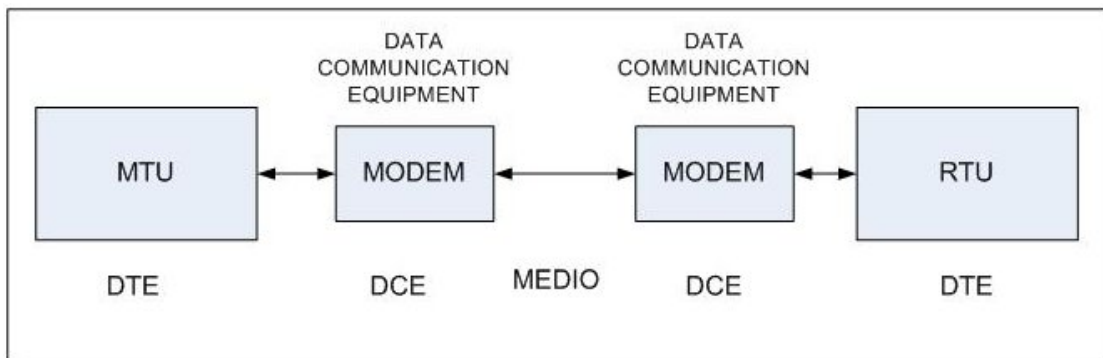 DATA
COMMUNICATION
EQUIPMENT
DATA
COMMUNICATION
EQUIPMENT
MTU
MODEM
MODEM
RTU
DTE
DCE
MEDIO
DCE
DTE